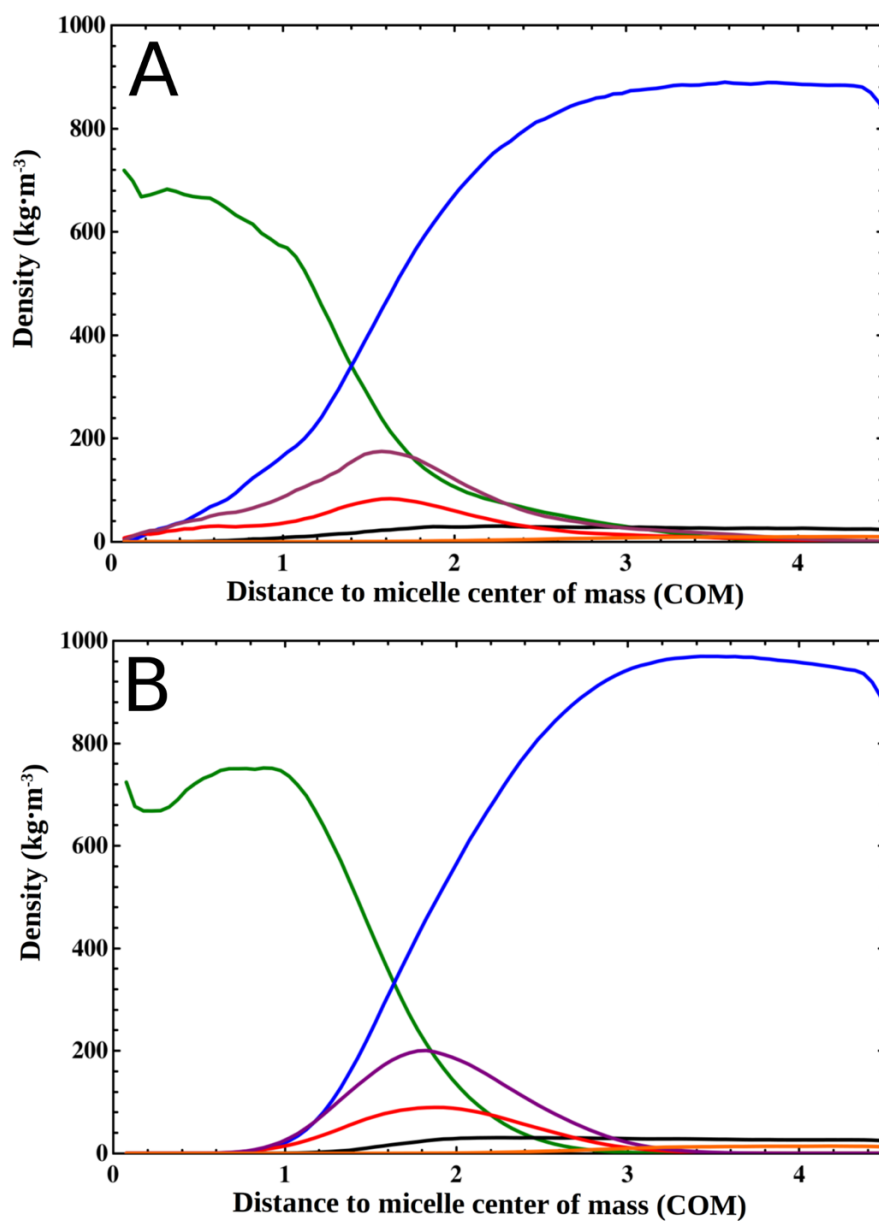 A
1000
800
600
400
200
0
Density (kg·m⁻³)
0 1 2 3 4
Distance to micelle center of mass (COM)
B
1000
800
600
400
200
0
Density (kg·m⁻³)
0 1 2 3 4
Distance to micelle center of mass (COM)